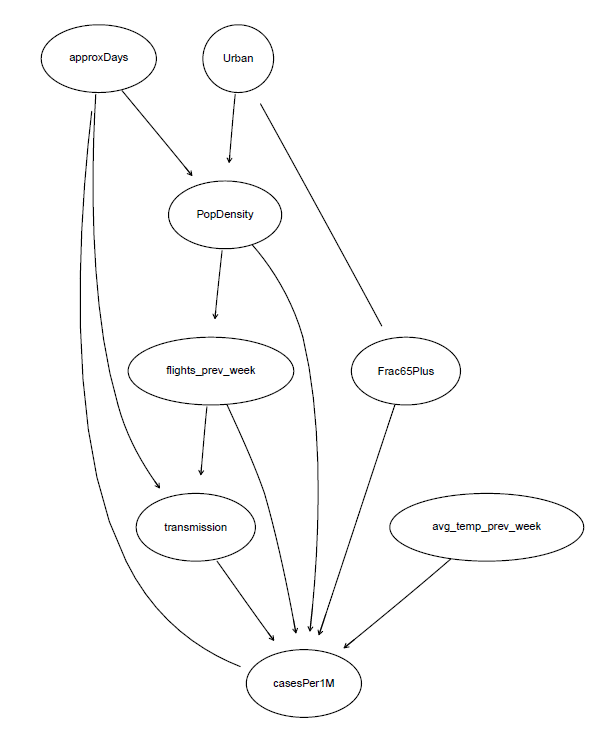 approxDays
Urban
PopDensity
flights_prev_week
Frac65Plus
transmission
avg_temp_prev_week
casesPer1M